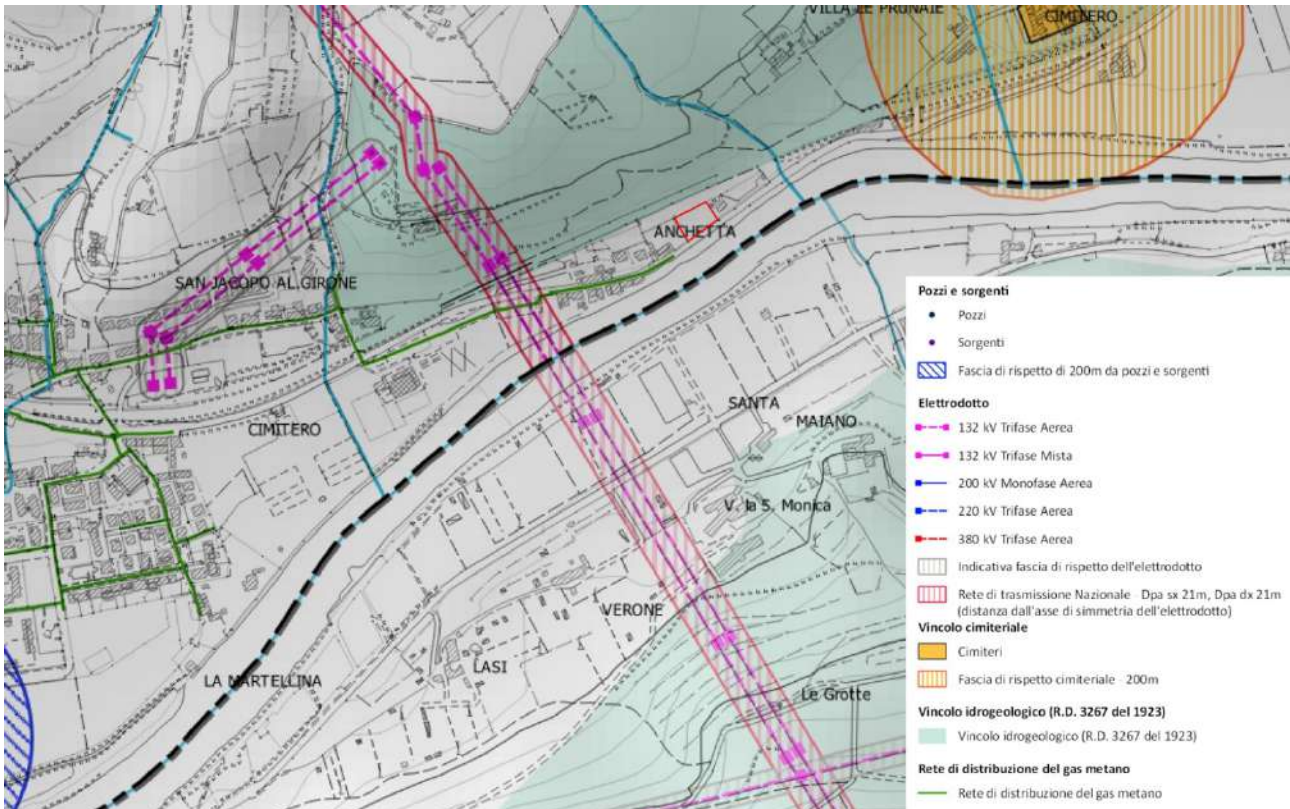 VILLA LE PRUNAIE
CIMITERO
ANCHETTA
SAN JACOPO AL GIRONE
CIMITERO
SANTA
MAIANO
V. la S. Monica
VERONE
LASI
LA MARTELLINA
Le Grotte
Pozzi e sorgenti
Pozzi
Sorgenti
Fascia di rispetto di 200m da pozzi e sorgenti
Elettrodotto
132 kV Trifase Aerea
132 kV Trifase Mista
200 kV Monofase Aerea
220 kV Trifase Aerea
380 kV Trifase Aerea
Indicativa fascia di rispetto dell'elettrodotto
Rete di trasmissione Nazionale - Dpa sx 21m, Dpa dx 21m
(distanza dall'asse di simmetria dell'elettrodotto)
Vincolo cimiteriale
Cimiteri
Fascia di rispetto cimiteriale - 200m
Vincolo idrogeologico (R.D. 3267 del 1923)
Vincolo idrogeologico (R.D. 3267 del 1923)
Rete di distribuzione del gas metano
Rete di distribuzione del gas metano